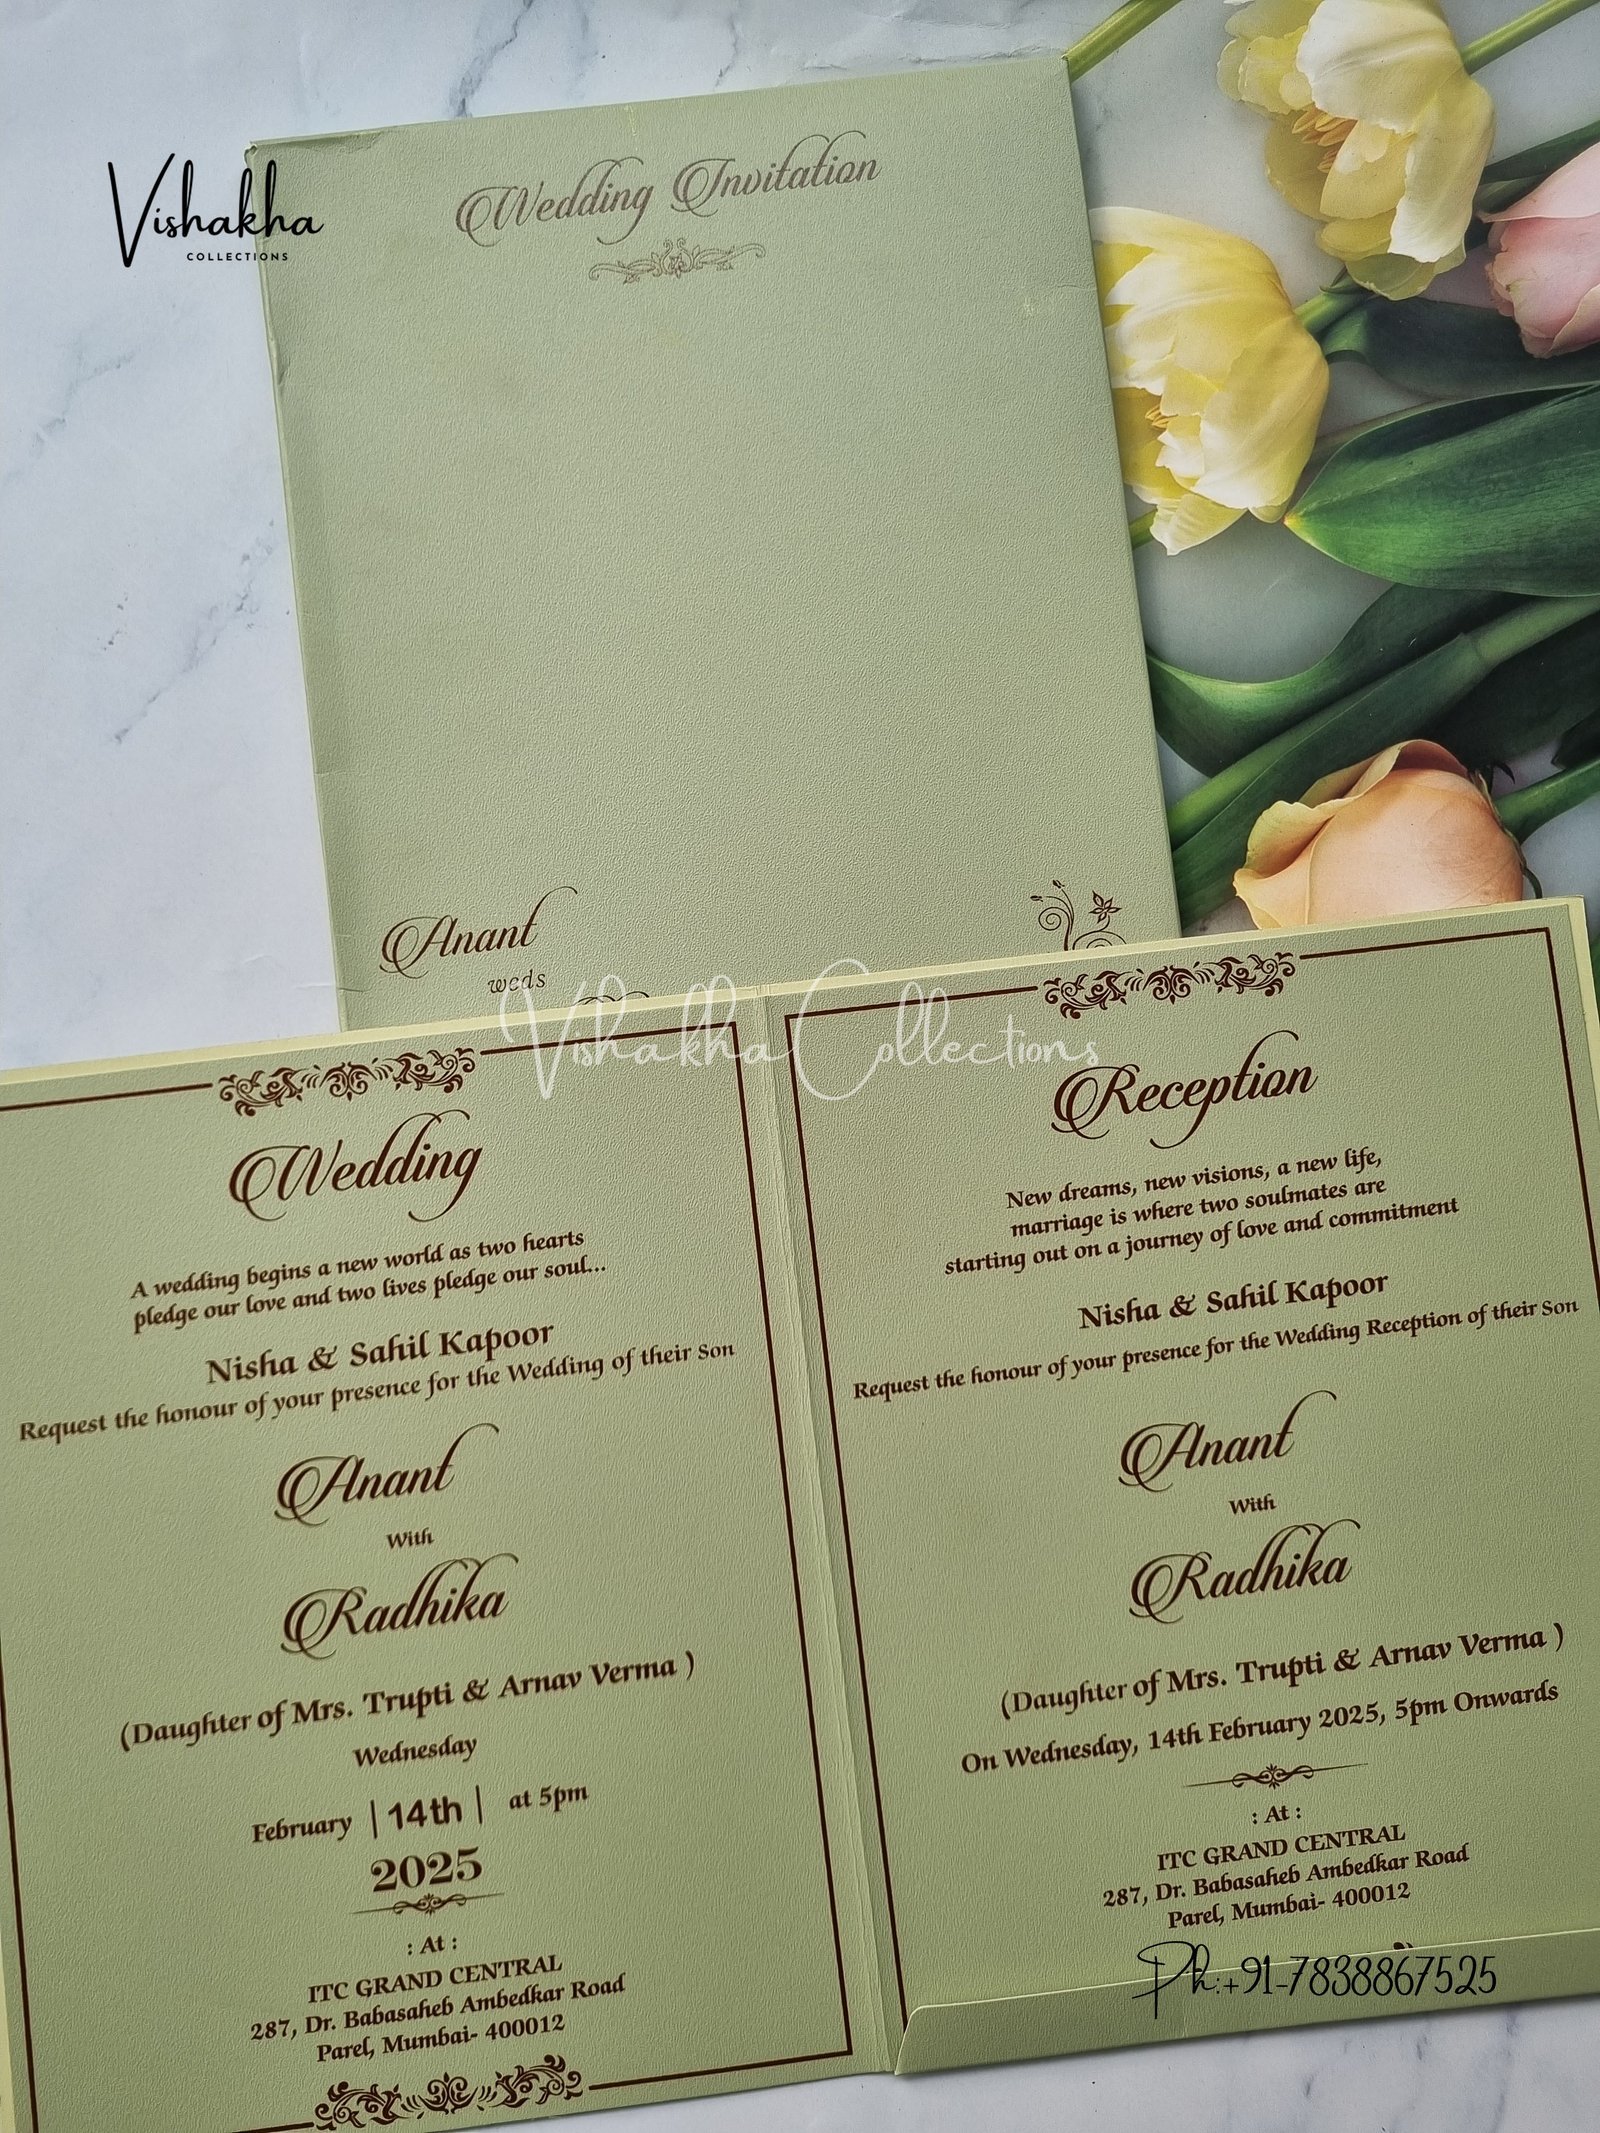 Vishakha
COLLECTIONS
Wedding Invitation
Anant
weds
Vishakha Collections
Wedding
A wedding begins a new world as two hearts
pledge our love and two lives pledge our soul...
Nisha & Sahil Kapoor
Request the honour of your presence for the Wedding of their Son
Anant
With
Radhika
(Daughter of Mrs. Trupti & Arnav Verma )
Wednesday
February | 14th | at 5pm
2025
: At :
ITC GRAND CENTRAL
287, Dr. Babasaheb Ambedkar Road
Parel, Mumbai- 400012
Reception
New dreams, new visions, a new life,
marriage is where two soulmates are
starting out on a journey of love and commitment
Nisha & Sahil Kapoor
Request the honour of your presence for the Wedding Reception of their Son
Anant
With
Radhika
(Daughter of Mrs. Trupti & Arnav Verma )
On Wednesday, 14th February 2025, 5pm Onwards
: At :
ITC GRAND CENTRAL
287, Dr. Babasaheb Ambedkar Road
Parel, Mumbai- 400012
Ph:+91-7838867525